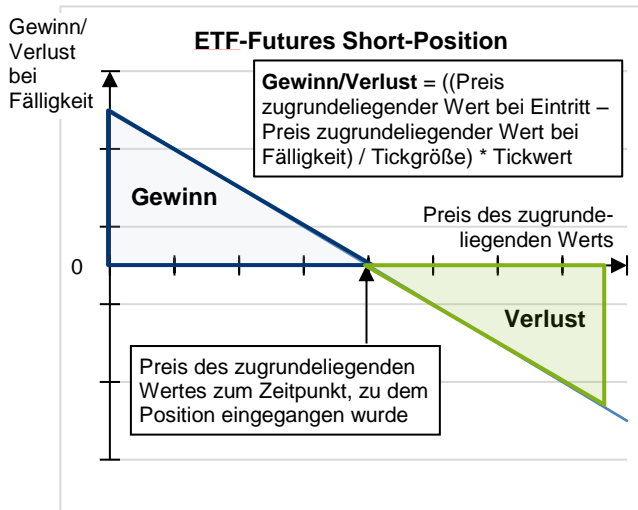 Gewinn/
Verlust
bei
Fälligkeit
ETF-Futures Short-Position
Gewinn/Verlust = ((Preis
zugrundeliegender Wert bei Eintritt –
Preis zugrundeliegender Wert bei
Fälligkeit) / Tickgröße) * Tickwert
Gewinn
Preis des zugrunde-
liegenden Werts
0
Verlust
Preis des zugrundeliegenden
Wertes zum Zeitpunkt, zu dem
Position eingegangen wurde